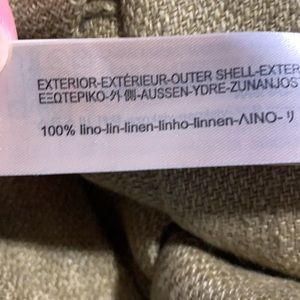 EXTERIOR-EXTÉRIEUR-OUTER SHELL-EXTER
ΕΞΩΤΕΡΙΚΟ-外側-AUSSEN-YDRE-ZUNANJOST
100% lino-lin-linen-linho-linnen-ΛΙΝΟ-リ